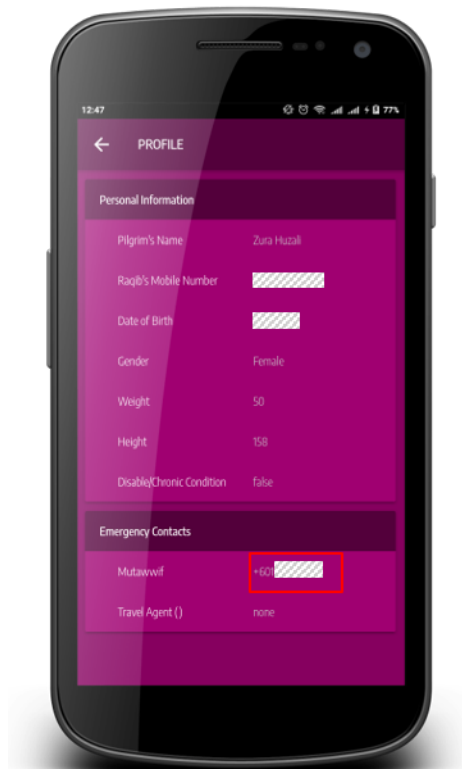 12:47 77%
PROFILE
Personal Information
Pilgrim's Name Zura Huzali
Raqib's Mobile Number
Date of Birth
Gender Female
Weight 50
Height 158
Disable/Chronic Condition false
Emergency Contacts
Mutawwif +601
Travel Agent () none